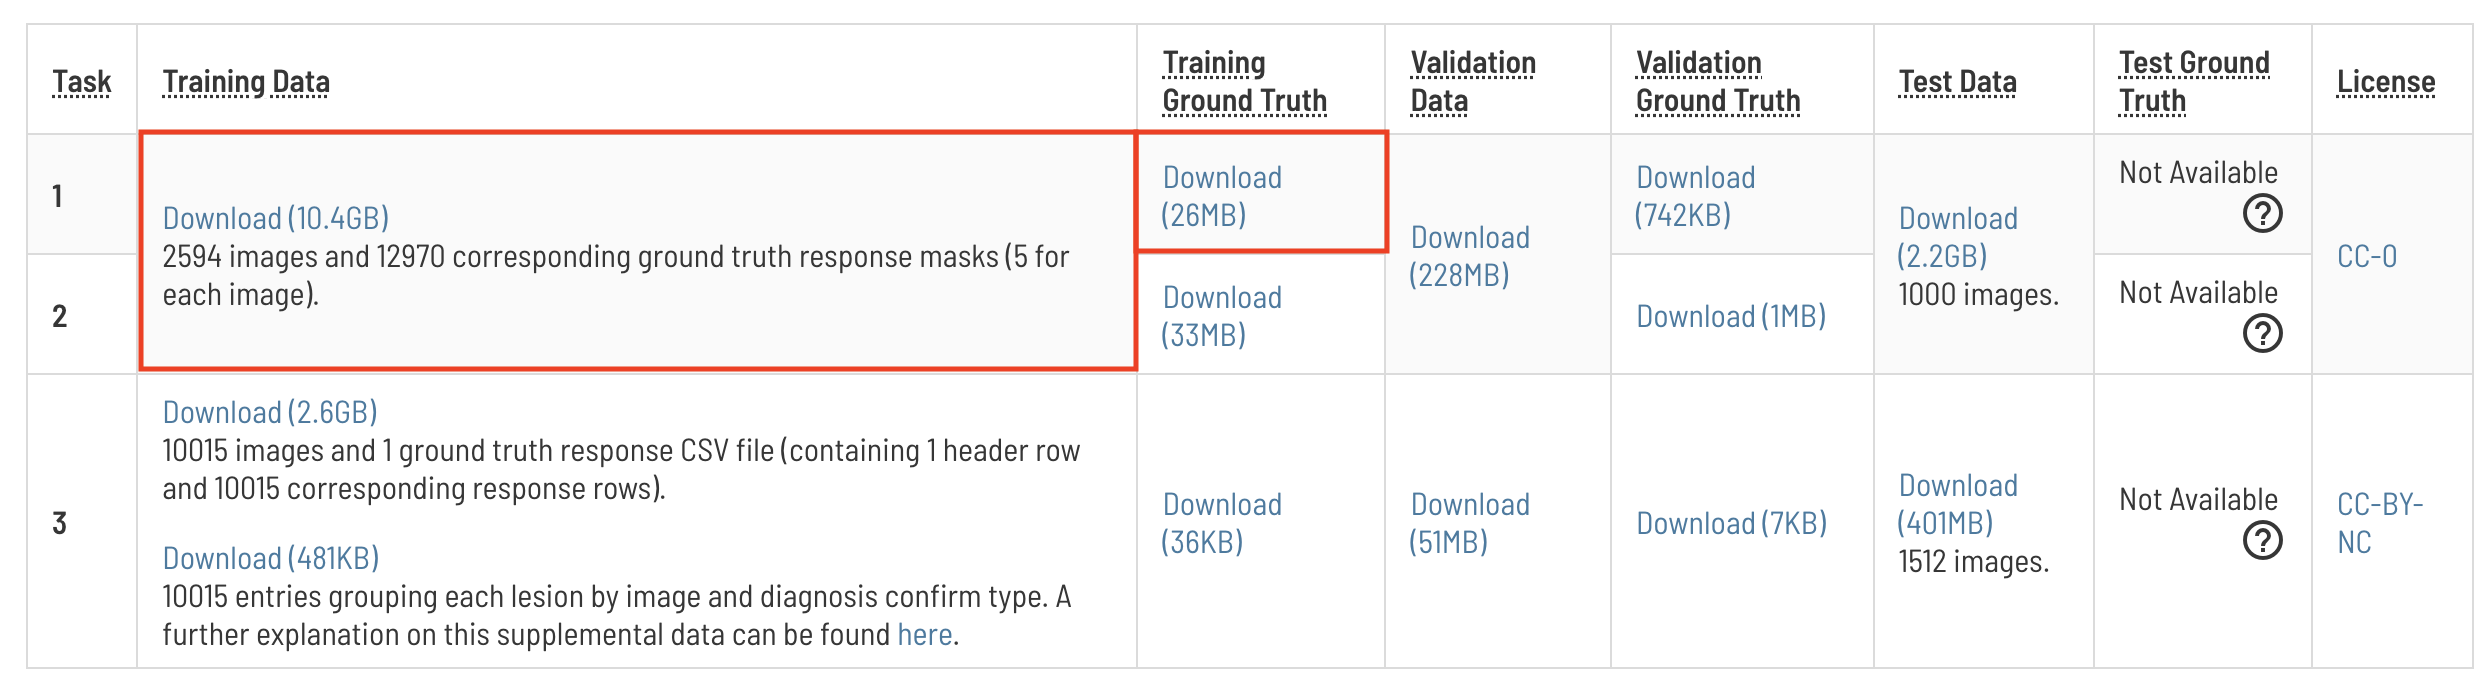 Task
Training Data
Training
Ground Truth
Validation
Data
Validation
Ground Truth
Test Data
Test Ground
Truth
License
1
2
Download (10.4GB)
2594 images and 12970 corresponding ground truth response masks (5 for
each image).
Download
(26MB)
Download
(33MB)
Download
(228MB)
Download
(742KB)
Download (1MB)
Download
(2.2GB)
1000 images.
Not Available
?
Not Available
?
CC-0
3
Download (2.6GB)
10015 images and 1 ground truth response CSV file (containing 1 header row
and 10015 corresponding response rows).
Download (481KB)
10015 entries grouping each lesion by image and diagnosis confirm type. A
further explanation on this supplemental data can be found here.
Download
(36KB)
Download
(51MB)
Download (7KB)
Download
(401MB)
1512 images.
Not Available
?
CC-BY-
NC